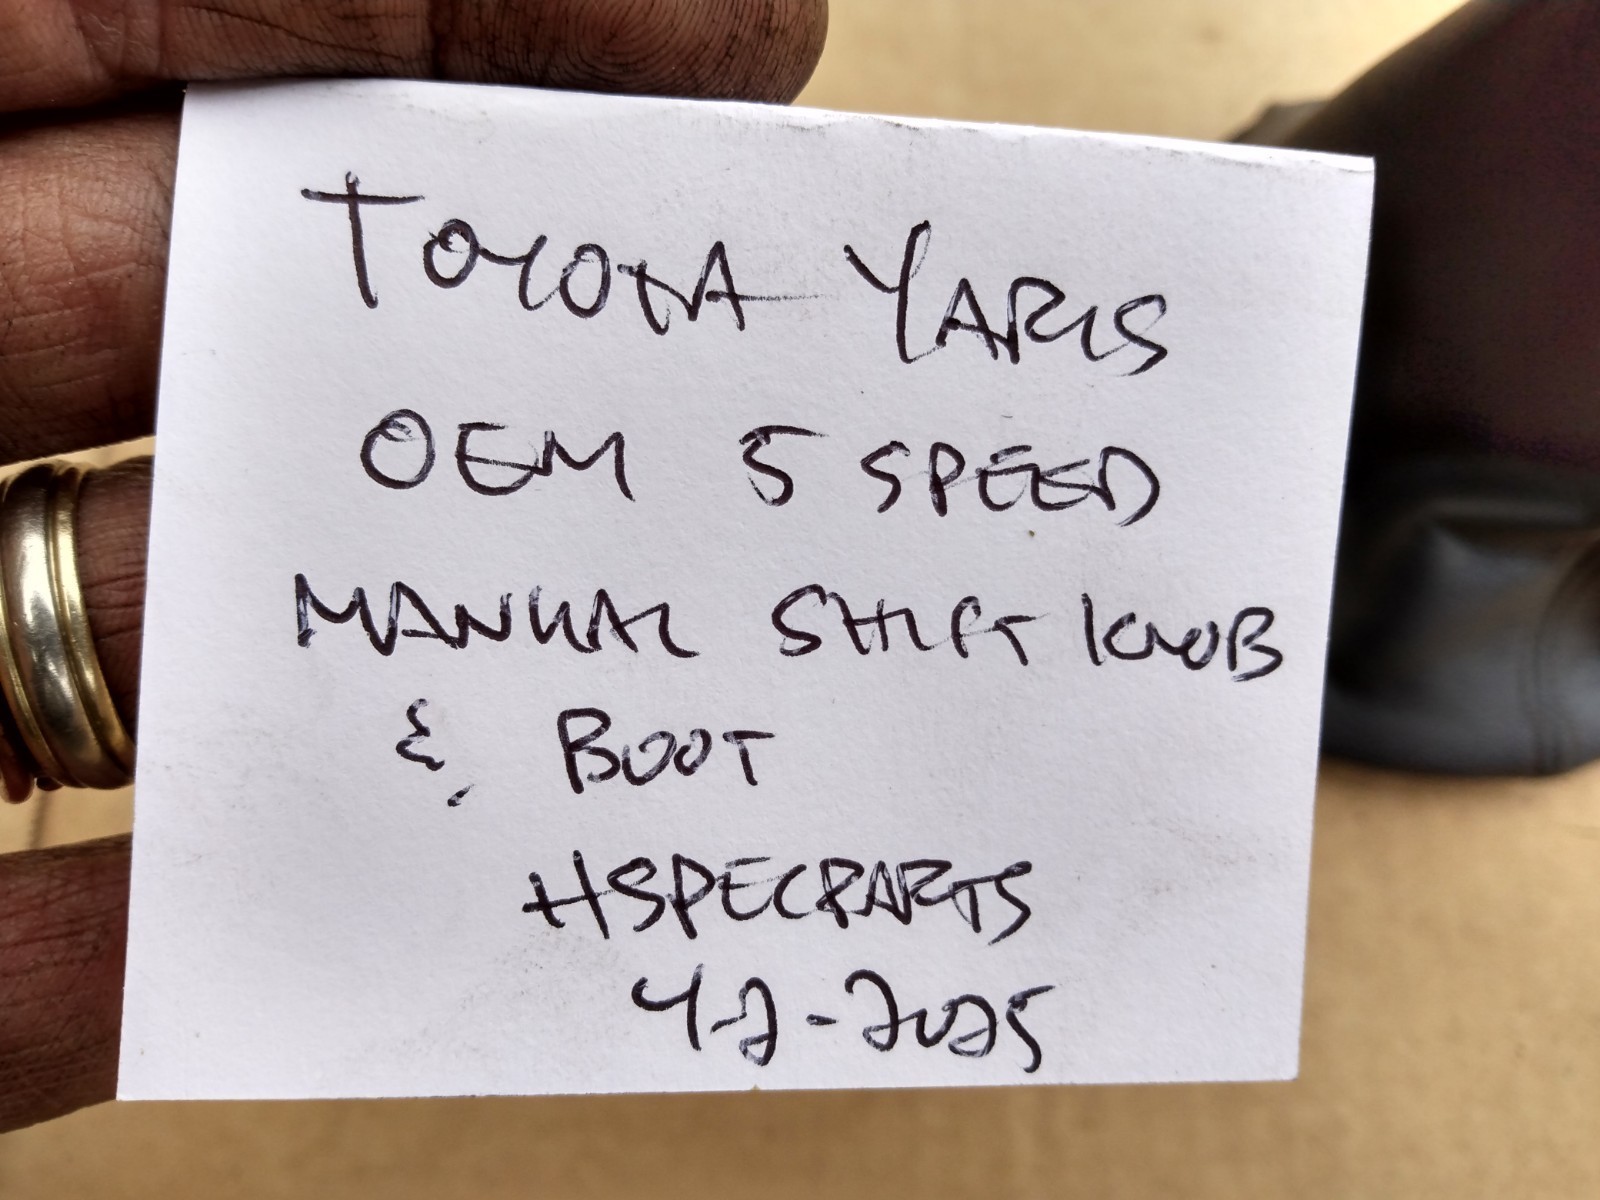 TOYOTA YARIS
OEM 5 SPEED
MANUAL SHIFT KNOB
& BOOT
HSPECPARTS
4-2-2025